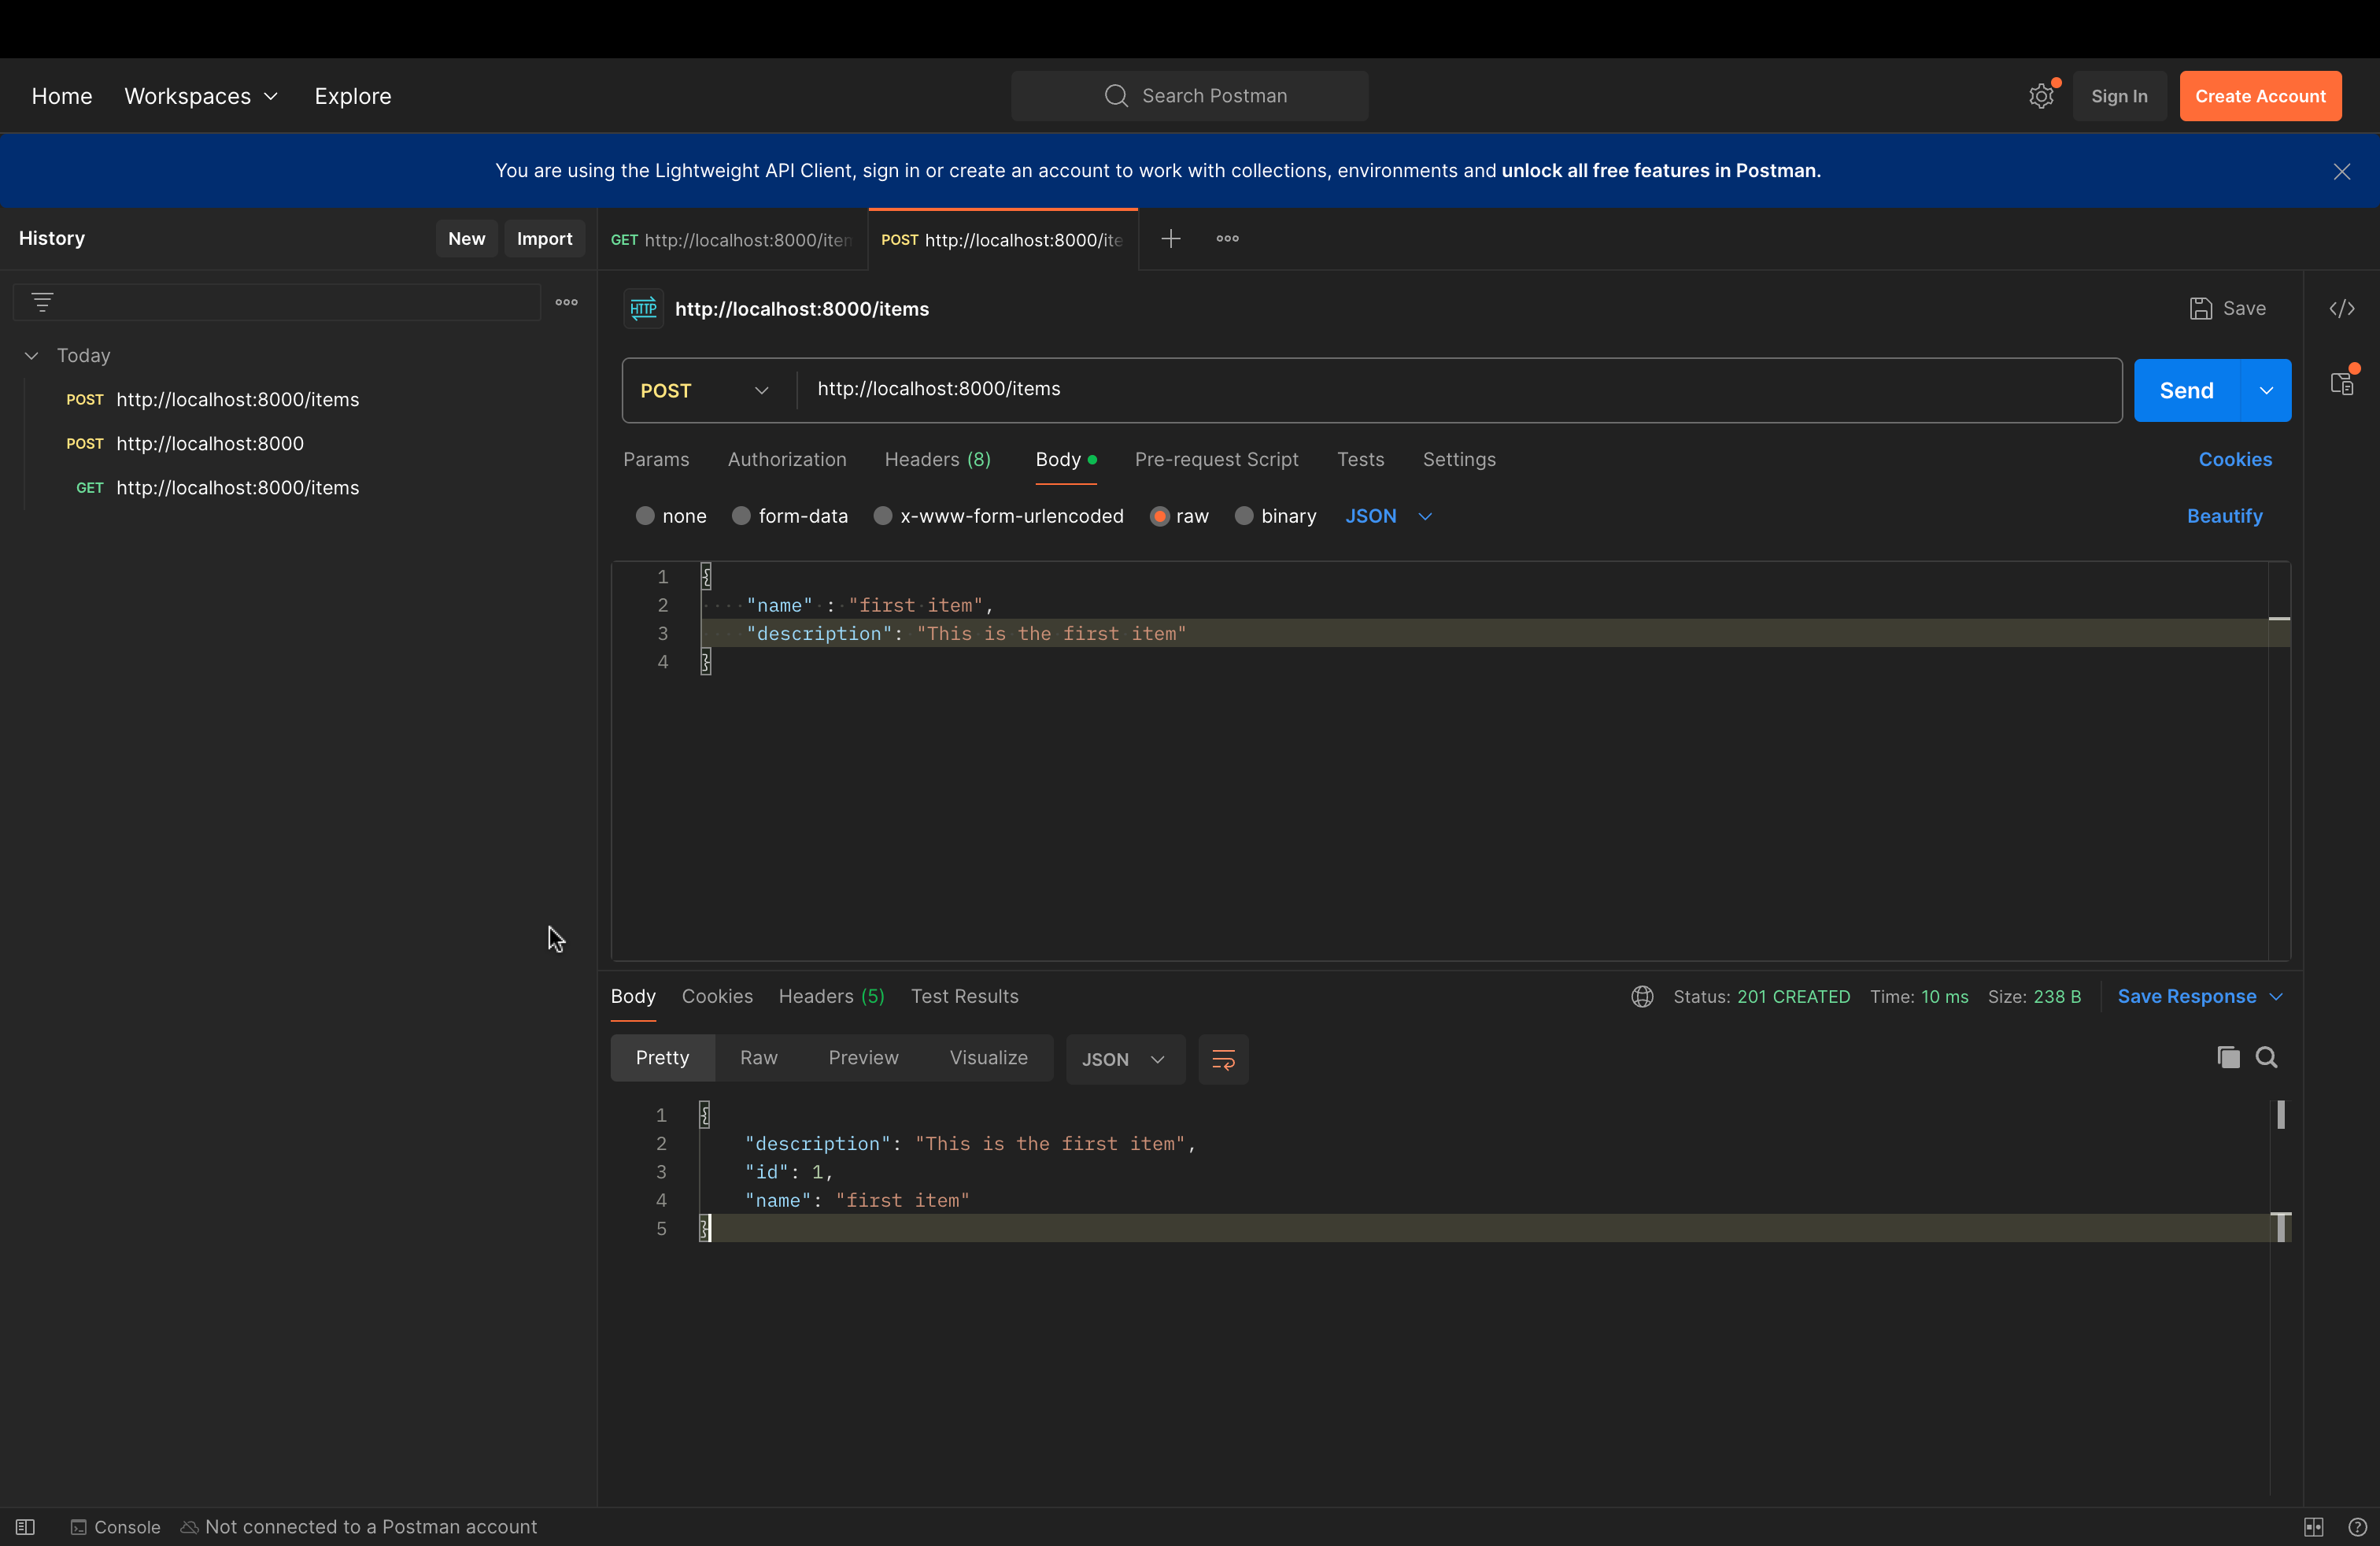 Home Workspaces Explore Search Postman Sign In Create Account
You are using the Lightweight API Client, sign in or create an account to work with collections, environments and unlock all free features in Postman.
History New Import GET http://localhost:8000/iten POST http://localhost:8000/ite
HTTP http://localhost:8000/items Save
Today
POST http://localhost:8000/items
POST http://localhost:8000
GET http://localhost:8000/items
POST http://localhost:8000/items Send
Params Authorization Headers (8) Body Pre-request Script Tests Settings Cookies
none form-data x-www-form-urlencoded raw binary JSON Beautify
1 {
2 "name" : "first item",
3 "description": "This is the first item"
4 }
Body Cookies Headers (5) Test Results Status: 201 CREATED Time: 10 ms Size: 238 B Save Response
Pretty Raw Preview Visualize JSON
1 {
2 "description": "This is the first item",
3 "id": 1,
4 "name": "first item"
5 }
Console Not connected to a Postman account